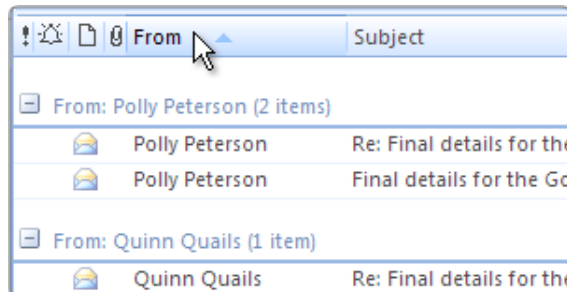 ! From Subject
From: Polly Peterson (2 items)
Polly Peterson Re: Final details for the
Polly Peterson Final details for the Go
From: Quinn Quails (1 item)
Quinn Quails Re: Final details for the